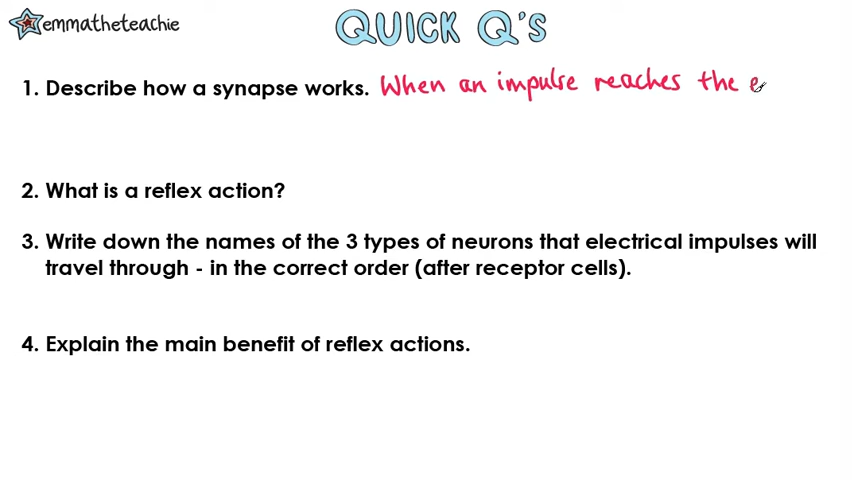 emmatheteachie
QUICK Q'S
1. Describe how a synapse works. When an impulse reaches the e
2. What is a reflex action?
3. Write down the names of the 3 types of neurons that electrical impulses will
travel through - in the correct order (after receptor cells).
4. Explain the main benefit of reflex actions.